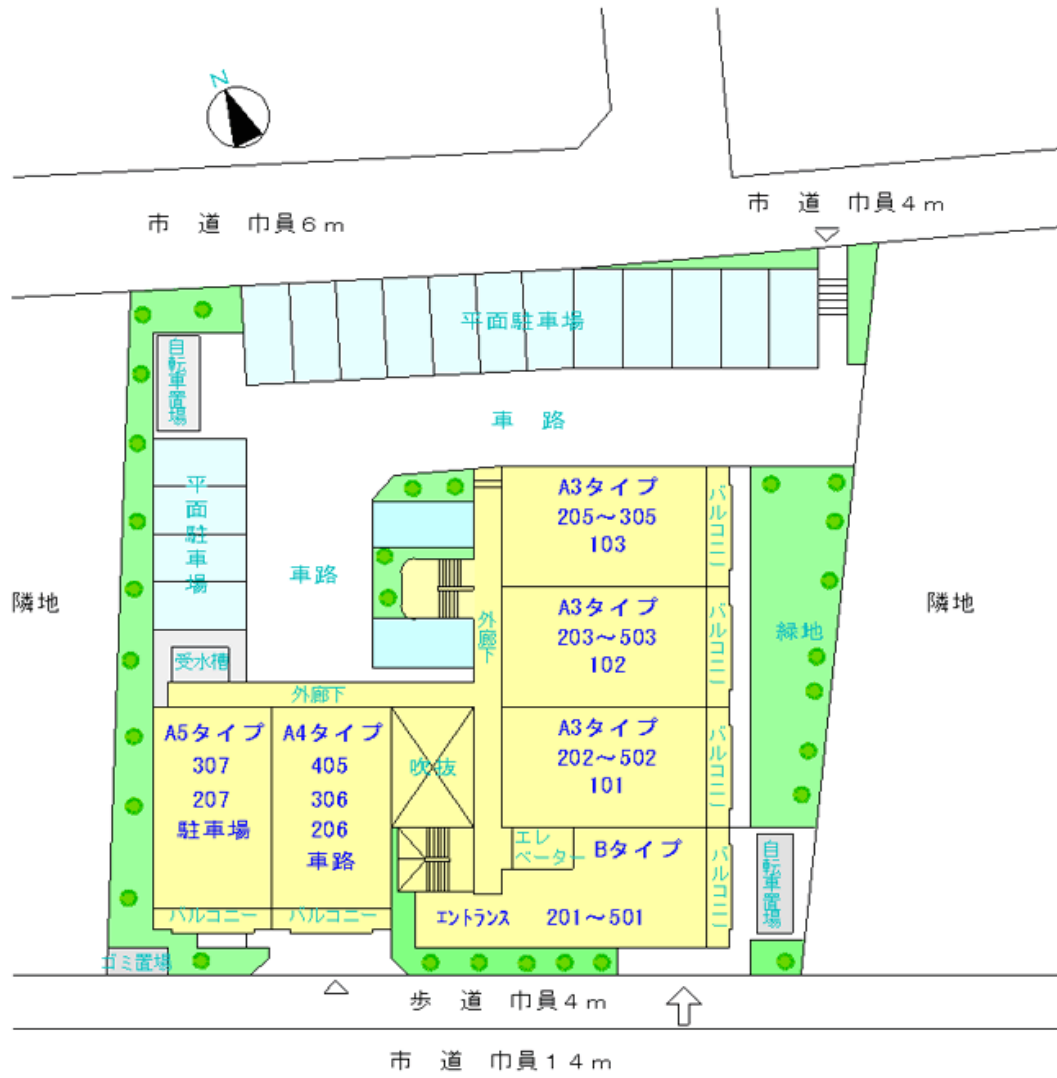 N
市 道 巾員6m
市 道 巾員4m
平面駐車場
自転車置場
車 路
平面駐車場
車路
隣地
受水槽
外廊下
外廊下
A3タイプ
205～305
103
バルコニー
A3タイプ
203～503
102
バルコニー
緑地
隣地
A3タイプ
202～502
101
バルコニー
A5タイプ
307
207
駐車場
A4タイプ
405
306
206
車路
吹抜
エレベーター
Bタイプ
エントランス 201～501
バルコニー
自転車置場
バルコニー
バルコニー
ゴミ置場
歩 道 巾員4m
市 道 巾員14m